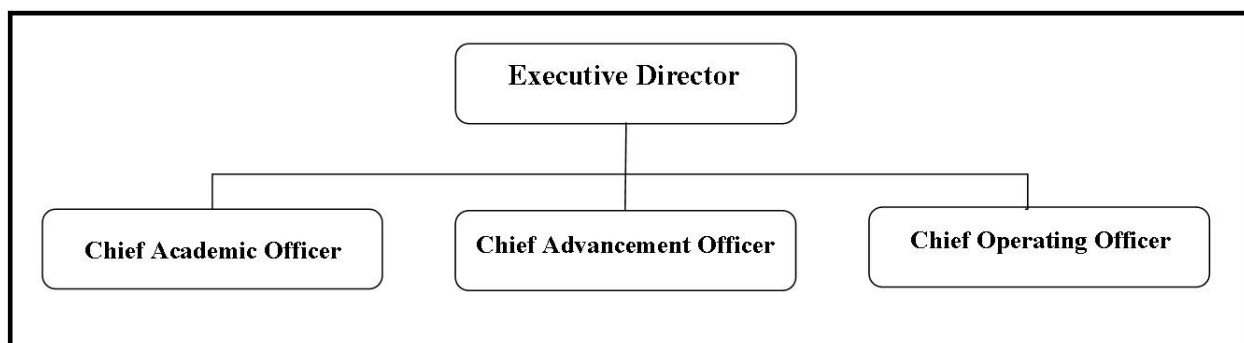 Executive Director
Chief Academic Officer
Chief Advancement Officer
Chief Operating Officer